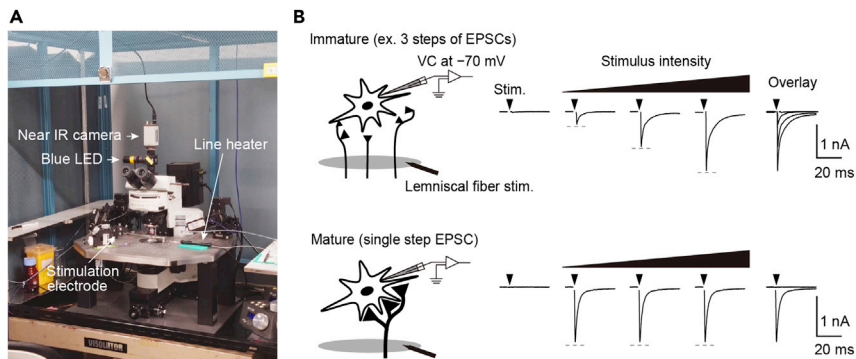 A
Near IR camera
Blue LED
Line heater
Stimulation
electrode
VISOLATOR
B
Immature (ex. 3 steps of EPSCs)
VC at −70 mV
Stim.
Stimulus intensity
Overlay
1 nA
20 ms
Lemniscal fiber stim.
Mature (single step EPSC)
1 nA
20 ms